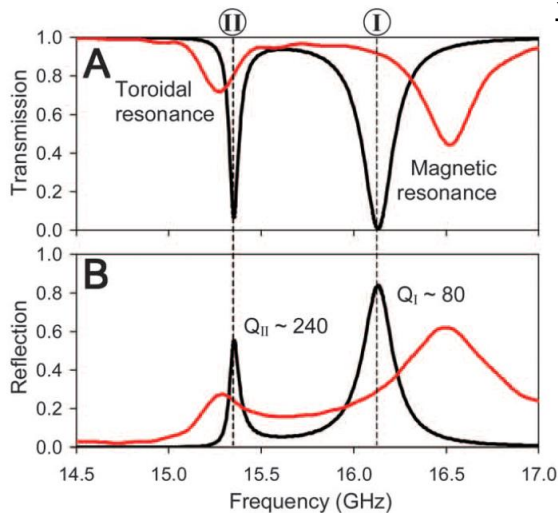 II I
A
Toroidal
resonance
Magnetic
resonance
Transmission
1.0
0.8
0.6
0.4
0.2
0.0
B
Q_II ~ 240
Q_I ~ 80
Reflection
1.0
0.8
0.6
0.4
0.2
0.0
14.5 15.0 15.5 16.0 16.5 17.0
Frequency (GHz)